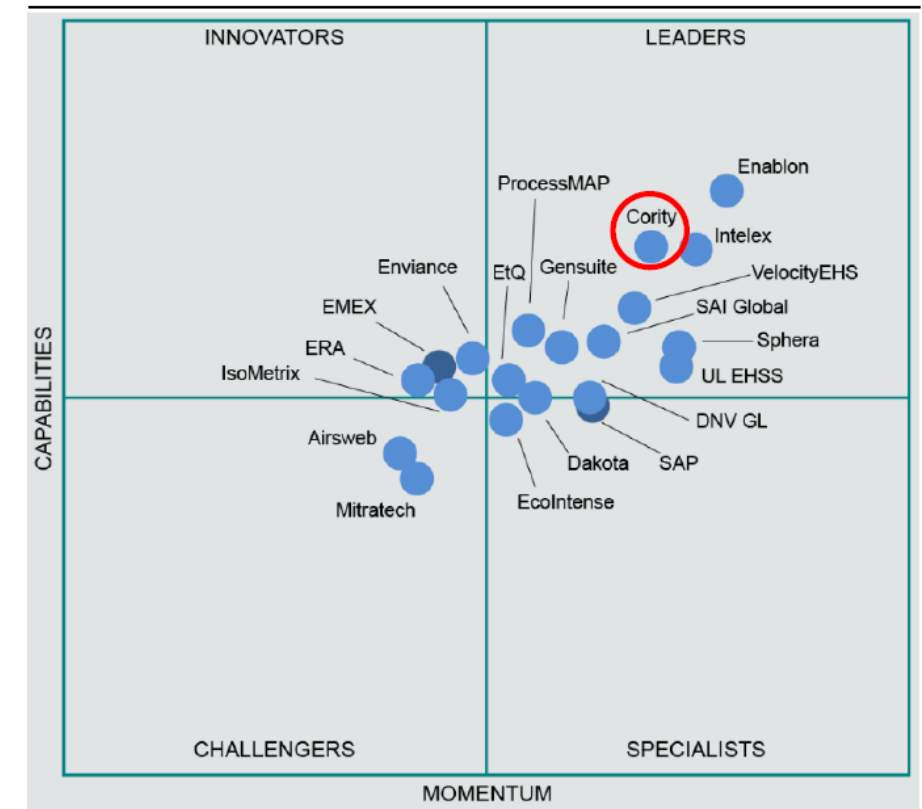 INNOVATORS
LEADERS
Enablon
ProcessMAP
Cority
Intelex
Enviance
EtQ
Gensuite
VelocityEHS
EMEX
SAI Global
ERA
Sphera
IsoMetrix
UL EHSS
CAPABILITIES
DNV GL
Airsweb
Dakota
SAP
EcoIntense
Mitratech
CHALLENGERS
SPECIALISTS
MOMENTUM